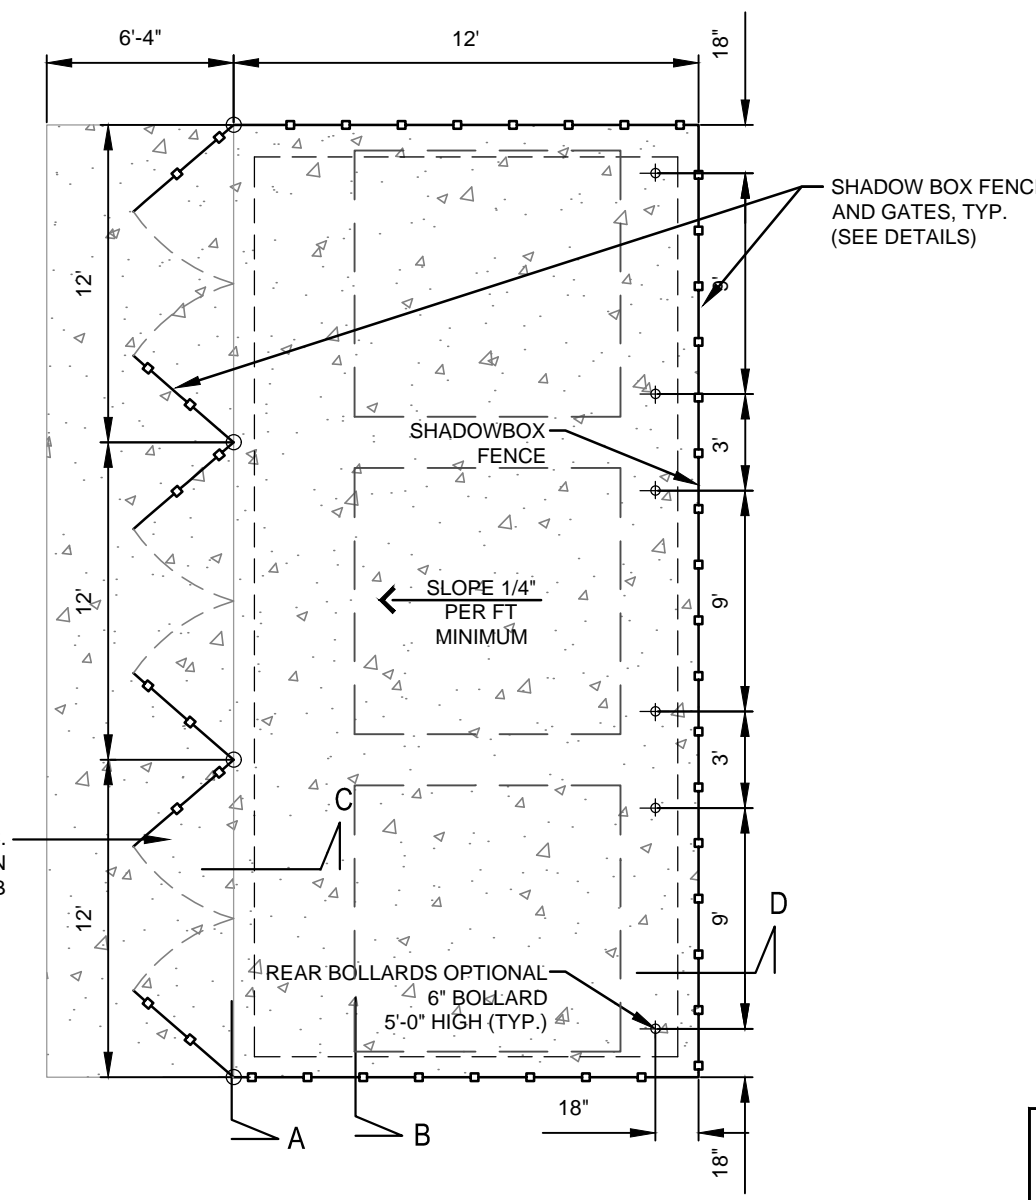 6'-4"
12'
18"
SHADOW BOX FENC
AND GATES, TYP.
(SEE DETAILS)
12'
9'
SHADOWBOX
FENCE
3'
SLOPE 1/4"
PER FT
MINIMUM
12'
9'
3'
C
12'
9'
D
REAR BOLLARDS OPTIONAL
6" BOLLARD
5'-0" HIGH (TYP.)
A
B
18"
18"